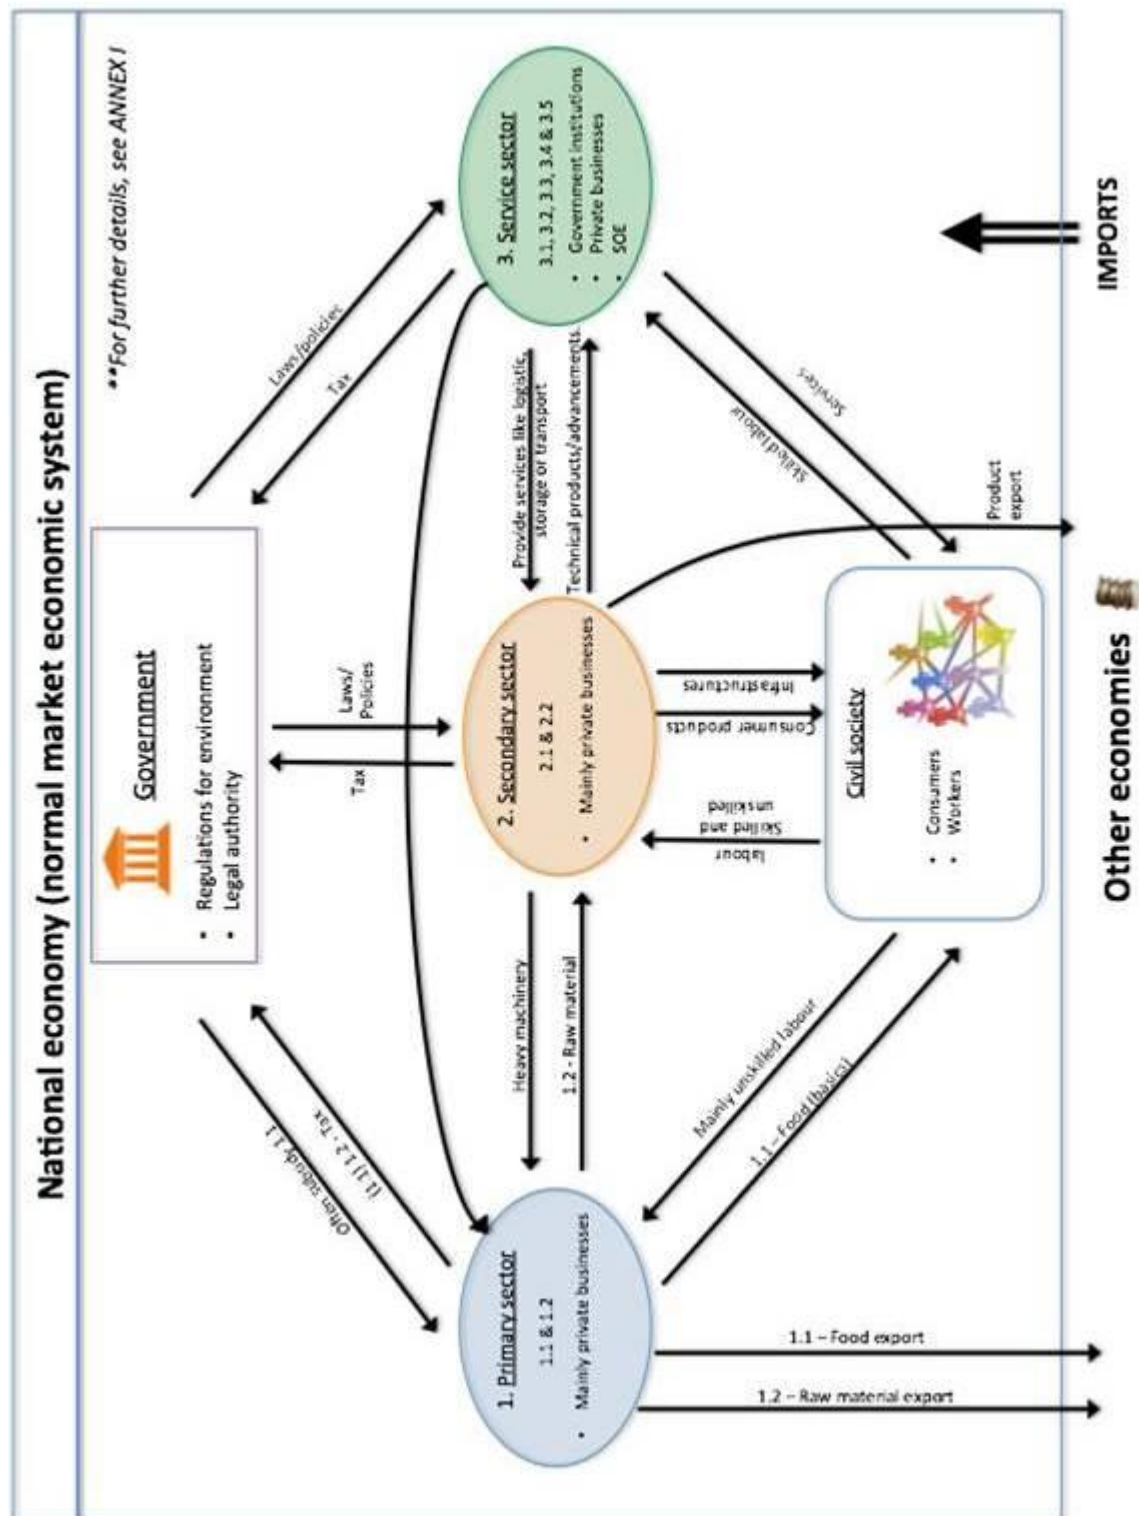 National economy (normal market economic system)
**For further details, see ANNEX I
Government
• Regulations for environment
• Legal authority
Often subsudy 1.1
(1.1) 1.2 - Tax
Tax
Laws/
Policies
Laws/policies
Tax
1. Primary sector
1.1 & 1.2
• Mainly private businesses
Heavy machinery
1.2 - Raw material
2. Secondary sector
2.1 & 2.2
• Mainly private businesses
Provide services like logistic,
storage or transport
Technical products/advancements
3. Service sector
3.1, 3.2, 3.3, 3.4 & 3.5
• Government institutions
• Private businesses
• SOE
Mainly unskilled labour
1.1 – Food (basics)
labour
Skilled and
unskilled
Consumer products
Infrastructures
skilled labour
Services
Civil society
• Consumers
• Workers
1.2 – Raw material export
1.1 – Food export
Product
export
Other economies
IMPORTS